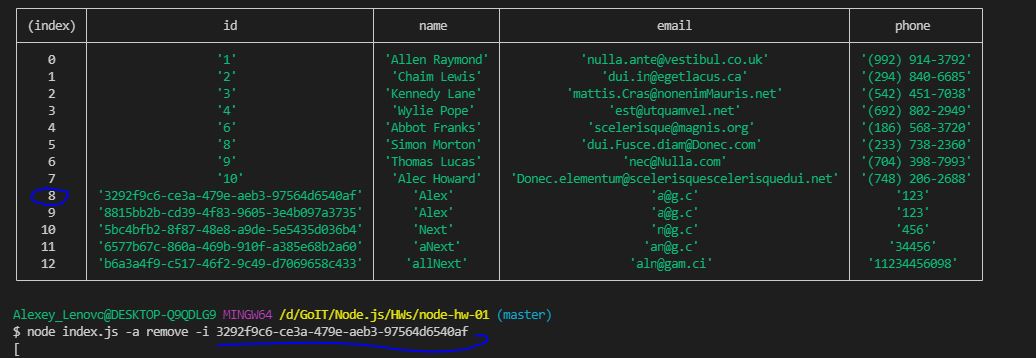 (index) id name email phone
0 '1' 'Allen Raymond' 'nulla.ante@vestibul.co.uk' '(992) 914-3792'
1 '2' 'Chaim Lewis' 'dui.in@egetlacus.ca' '(294) 840-6685'
2 '3' 'Kennedy Lane' 'mattis.Cras@nonenimMauris.net' '(542) 451-7038'
3 '4' 'Wylie Pope' 'est@utquamvel.net' '(692) 802-2949'
4 '6' 'Abbot Franks' 'scelerisque@magnis.org' '(186) 568-3720'
5 '8' 'Simon Morton' 'dui.Fusce.diam@Donec.com' '(233) 738-2360'
6 '9' 'Thomas Lucas' 'nec@Nulla.com' '(704) 398-7993'
7 '10' 'Alec Howard' 'Donec.elementum@scelerisquescelerisquedui.net' '(748) 206-2688'
8 '3292f9c6-ce3a-479e-aeb3-97564d6540af' 'Alex' 'a@g.c' '123'
9 '8815bb2b-cd39-4f83-9605-3e4b097a3735' 'Alex' 'a@g.c' '123'
10 '5bc4bfb2-8f87-48e8-a9de-5e5435d036b4' 'Next' 'n@g.c' '456'
11 '6577b67c-860a-469b-910f-a385e68b2a60' 'aNext' 'an@g.c' '34456'
12 'b6a3a4f9-c517-46f2-9c49-d7069658c433' 'allNext' 'aln@gam.ci' '11234456098'
Alexey_Lenovo@DESKTOP-Q9QDLG9 MINGW64 /d/GoIT/Node.js/HWs/node-hw-01 (master)
$ node index.js -a remove -i 3292f9c6-ce3a-479e-aeb3-97564d6540af
[